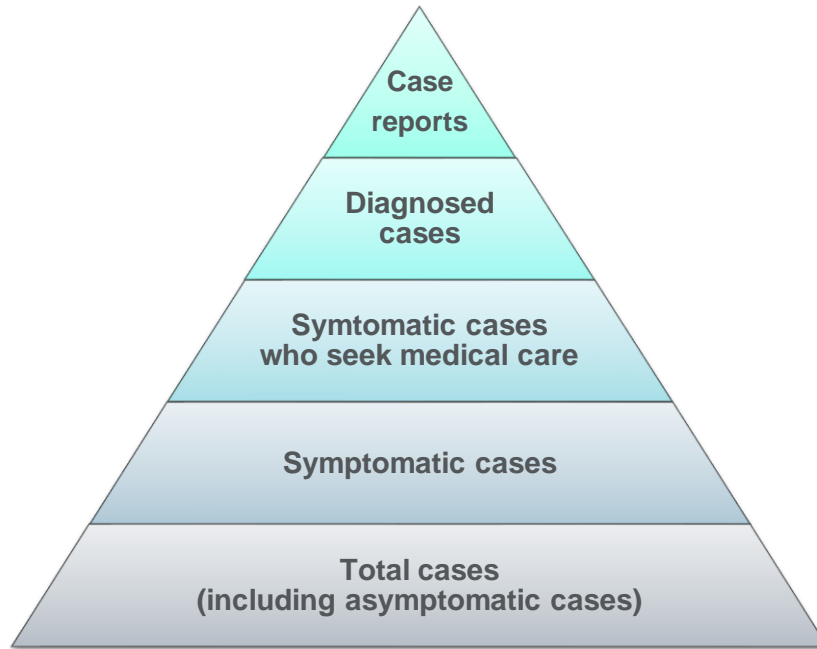 Case
reports
Diagnosed
cases
Symtomatic cases
who seek medical care
Symptomatic cases
Total cases
(including asymptomatic cases)